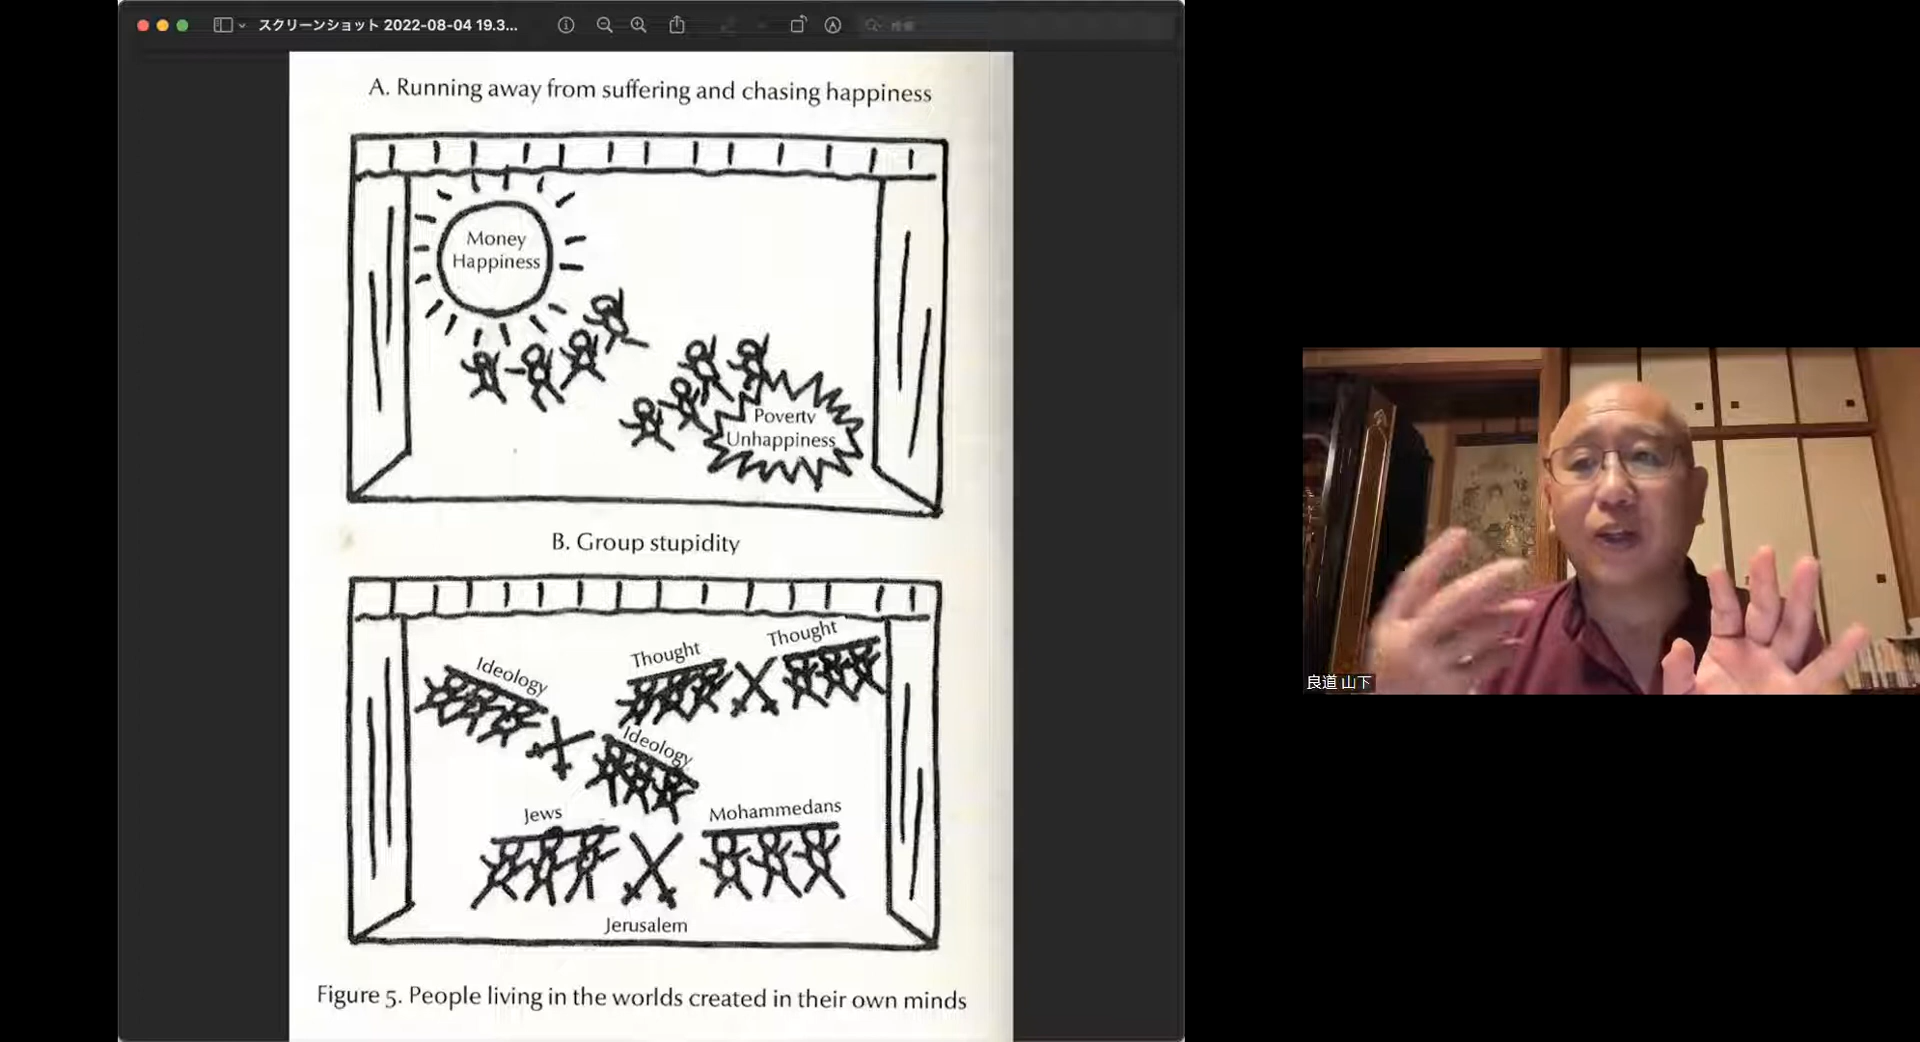 スクリーンショット 2022-08-04 19.3...
A. Running away from suffering and chasing happiness
Money
Happiness
Poverty
Unhappiness
B. Group stupidity
Ideology
Thought
Thought
Ideology
Jews
Mohammedans
Jerusalem
Figure 5. People living in the worlds created in their own minds
良道 山下